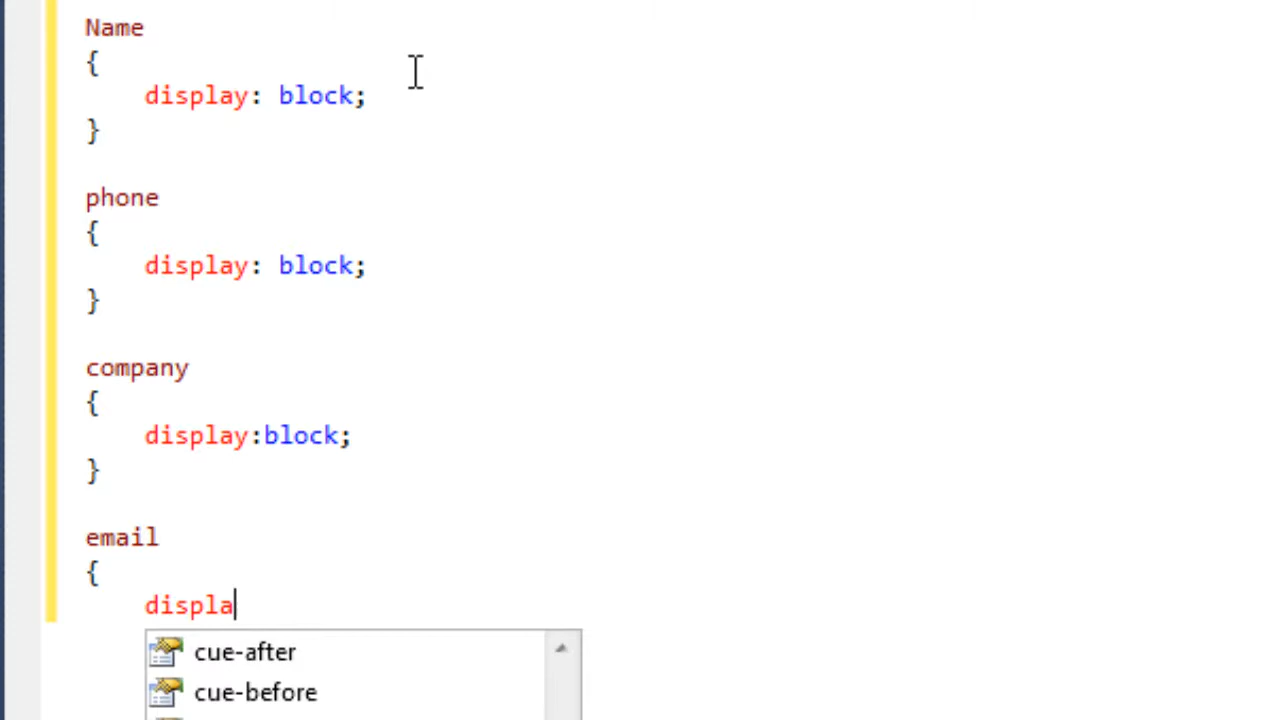 Name
{
display: block;
}
phone
{
display: block;
}
company
{
display:block;
}
email
{
displa
cue-after
cue-before